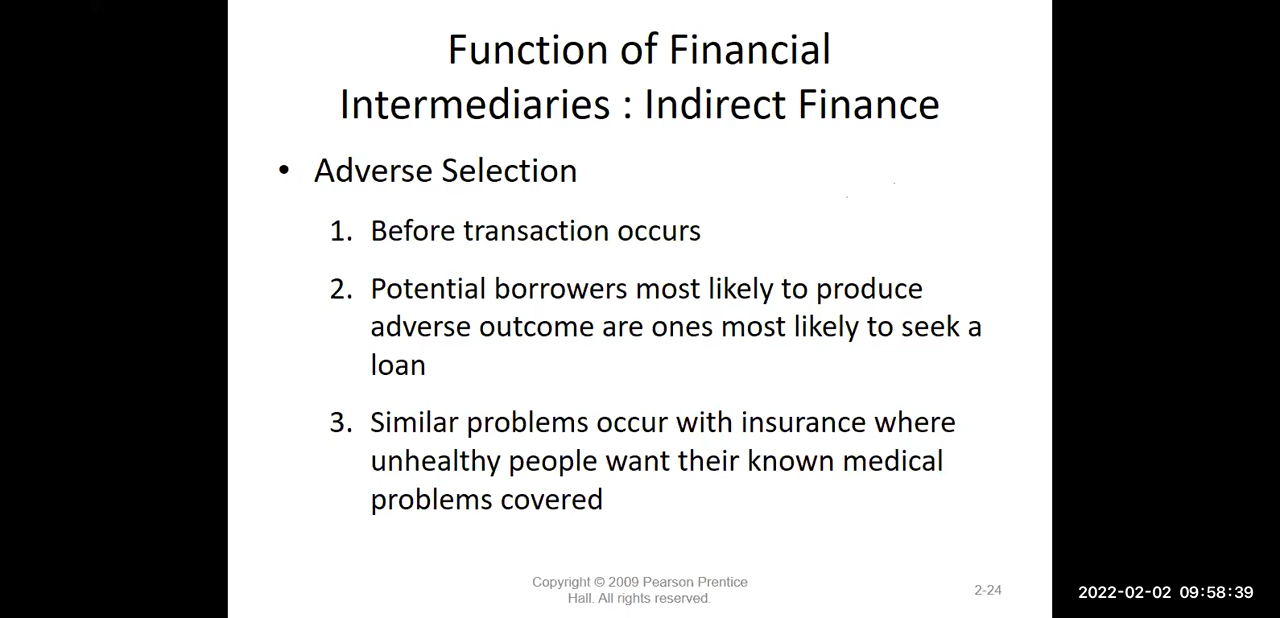 Function of Financial
Intermediaries : Indirect Finance
• Adverse Selection
1. Before transaction occurs
2. Potential borrowers most likely to produce
adverse outcome are ones most likely to seek a
loan
3. Similar problems occur with insurance where
unhealthy people want their known medical
problems covered
Copyright © 2009 Pearson Prentice
Hall. All rights reserved.
2-24
2022-02-02 09:58:39